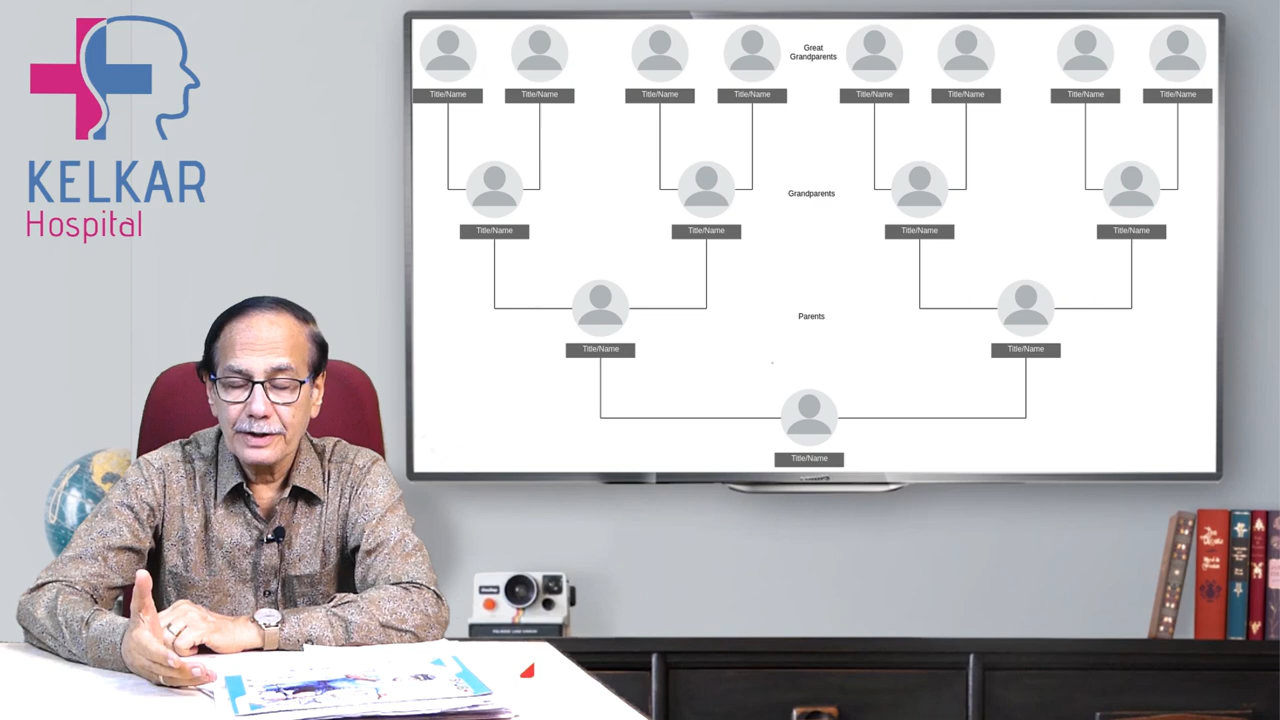 KELKAR
Hospital
Great
Grandparents
Title/Name
Title/Name
Title/Name
Title/Name
Title/Name
Title/Name
Title/Name
Title/Name
Grandparents
Title/Name
Title/Name
Title/Name
Title/Name
Parents
Title/Name
Title/Name
Title/Name
PHILIPS